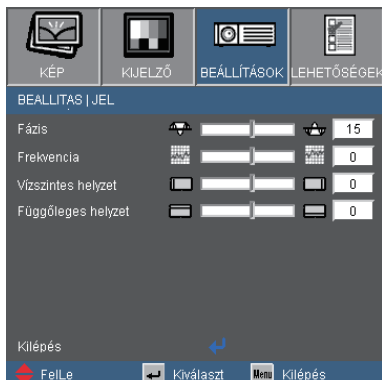 KÉP KIJELZŐ BEÁLLÍTÁSOK LEHETŐSÉGEK
BEALLITAS | JEL
Fázis 15
Frekvencia 0
Vízszintes helyzet 0
Függőleges helyzet 0
Kilépés
FelLe Kiválaszt Menu Kilépés